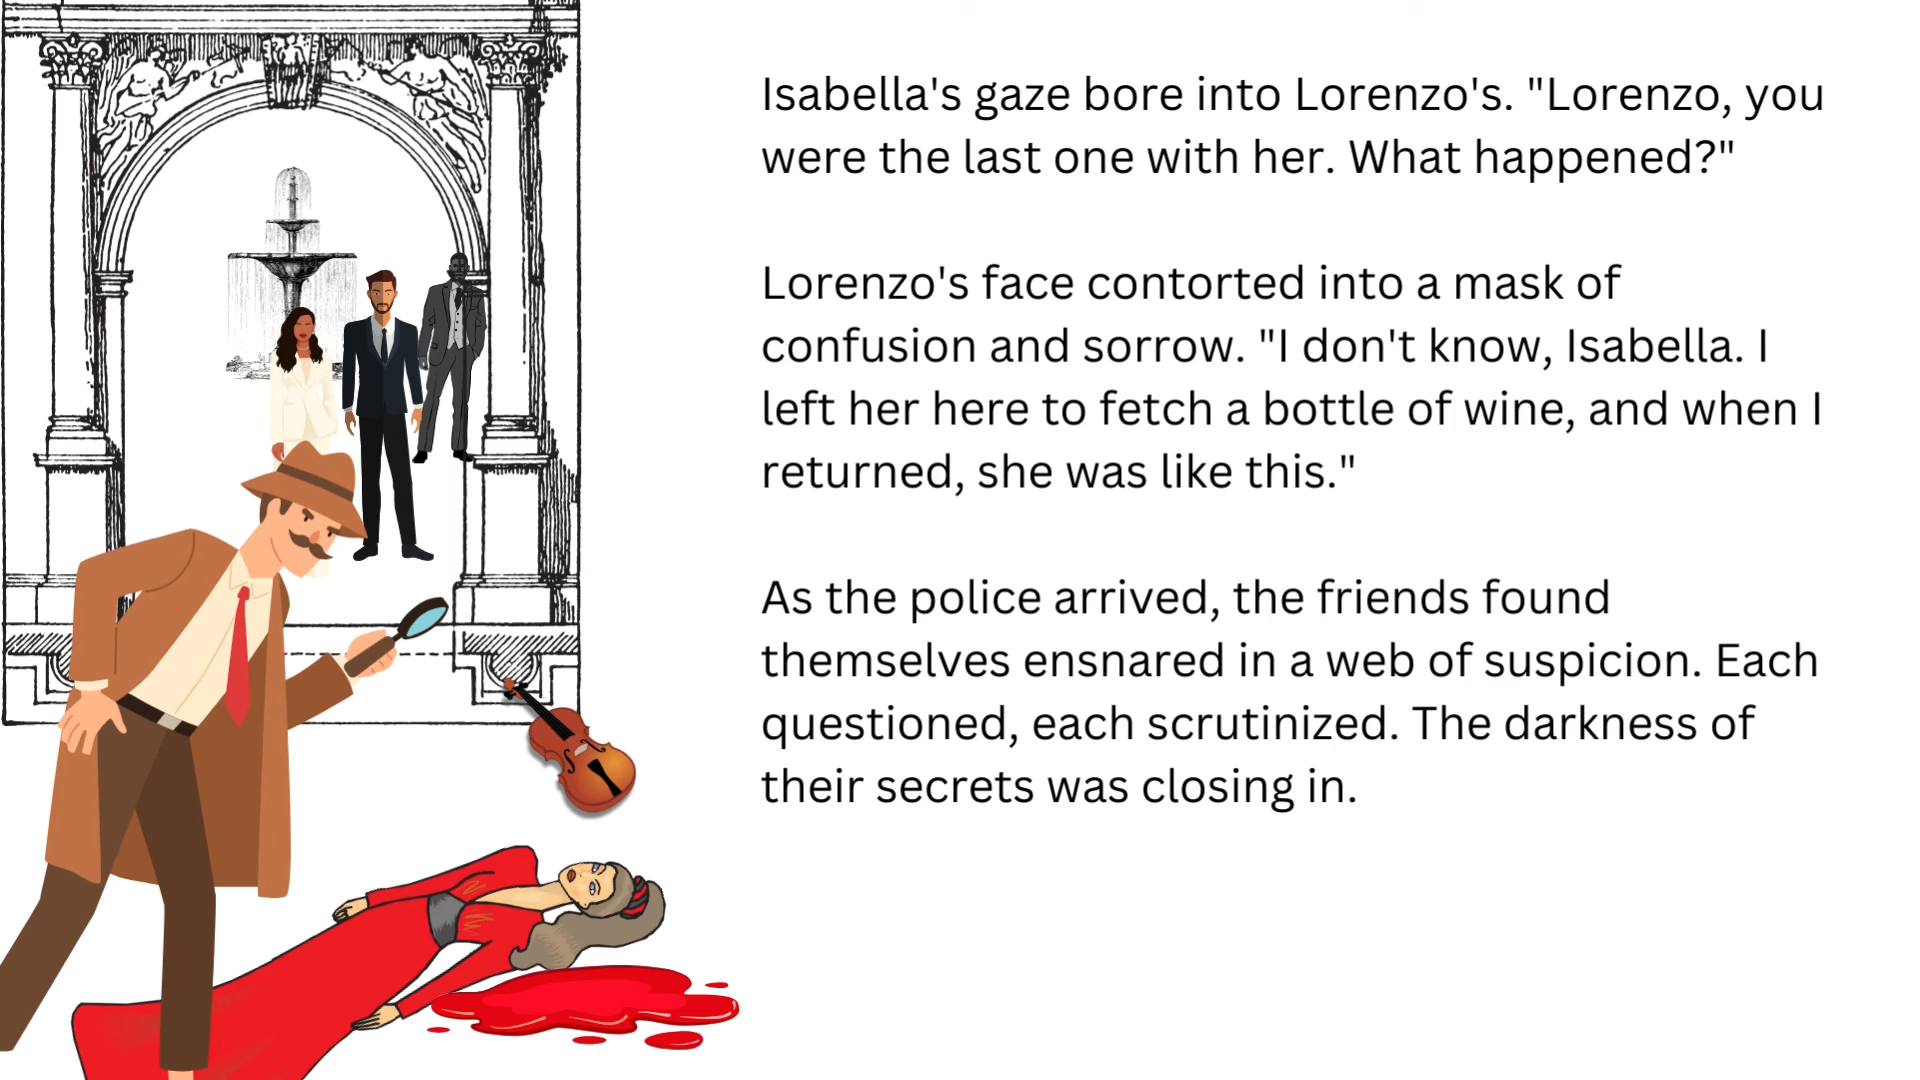 Isabella's gaze bore into Lorenzo's. "Lorenzo, you
were the last one with her. What happened?"
Lorenzo's face contorted into a mask of
confusion and sorrow. "I don't know, Isabella. I
left her here to fetch a bottle of wine, and when I
returned, she was like this."
As the police arrived, the friends found
themselves ensnared in a web of suspicion. Each
questioned, each scrutinized. The darkness of
their secrets was closing in.